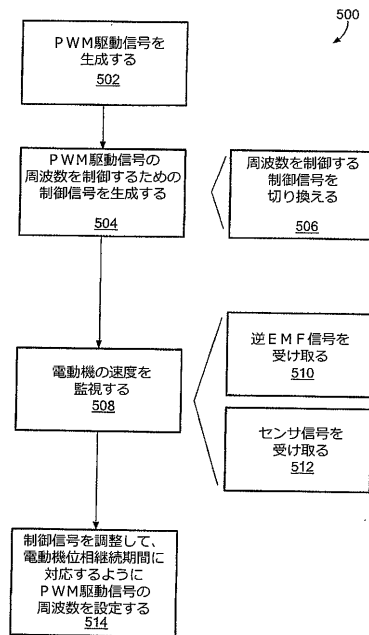 500
PWM駆動信号を
生成する
502
PWM駆動信号の
周波数を制御するための
制御信号を生成する
504
周波数を制御する
制御信号を
切り換える
506
電動機の速度を
監視する
508
逆EMF信号を
受け取る
510
センサ信号を
受け取る
512
制御信号を調整して、
電動機位相継続期間に
対応するように
PWM駆動信号の
周波数を設定する
514